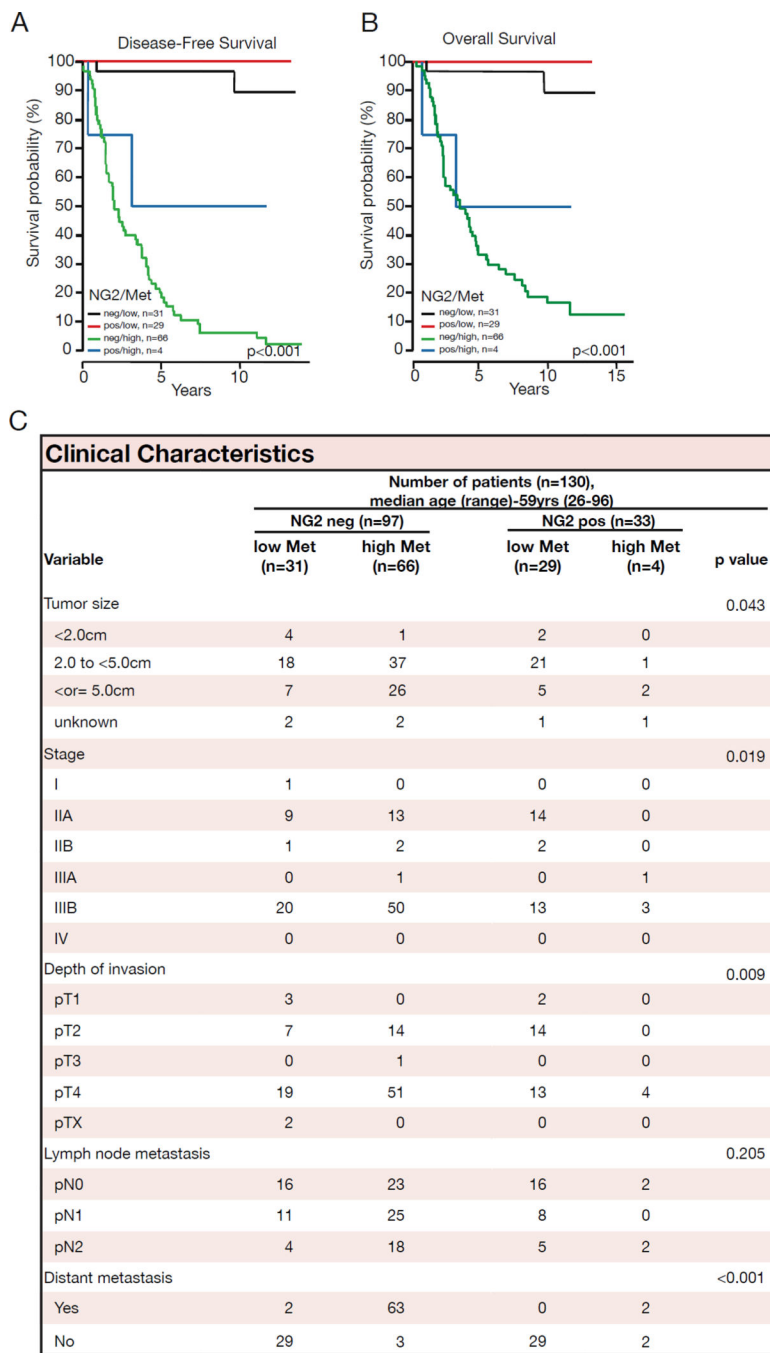 A
Disease-Free Survival
Survival probability (%)
100
90
80
70
60
50
40
30
20
10
0
NG2/Met
neg/low, n=31
pos/low, n=29
neg/high, n=66
pos/high, n=4
p<0.001
0 5 10
Years
B
Overall Survival
Survival probability (%)
100
90
80
70
60
50
40
30
20
10
0
NG2/Met
neg/low, n=31
pos/low, n=29
neg/high, n=66
pos/high, n=4
p<0.001
0 5 10 15
Years
C
Clinical Characteristics
Number of patients (n=130),
median age (range)-59yrs (26-96)
NG2 neg (n=97) NG2 pos (n=33)
low Met high Met low Met high Met
Variable (n=31) (n=66) (n=29) (n=4) p value
Tumor size 0.043
<2.0cm 4 1 2 0
2.0 to <5.0cm 18 37 21 1
<or= 5.0cm 7 26 5 2
unknown 2 2 1 1
Stage 0.019
I 1 0 0 0
IIA 9 13 14 0
IIB 1 2 2 0
IIIA 0 1 0 1
IIIB 20 50 13 3
IV 0 0 0 0
Depth of invasion 0.009
pT1 3 0 2 0
pT2 7 14 14 0
pT3 0 1 0 0
pT4 19 51 13 4
pTX 2 0 0 0
Lymph node metastasis 0.205
pN0 16 23 16 2
pN1 11 25 8 0
pN2 4 18 5 2
Distant metastasis <0.001
Yes 2 63 0 2
No 29 3 29 2